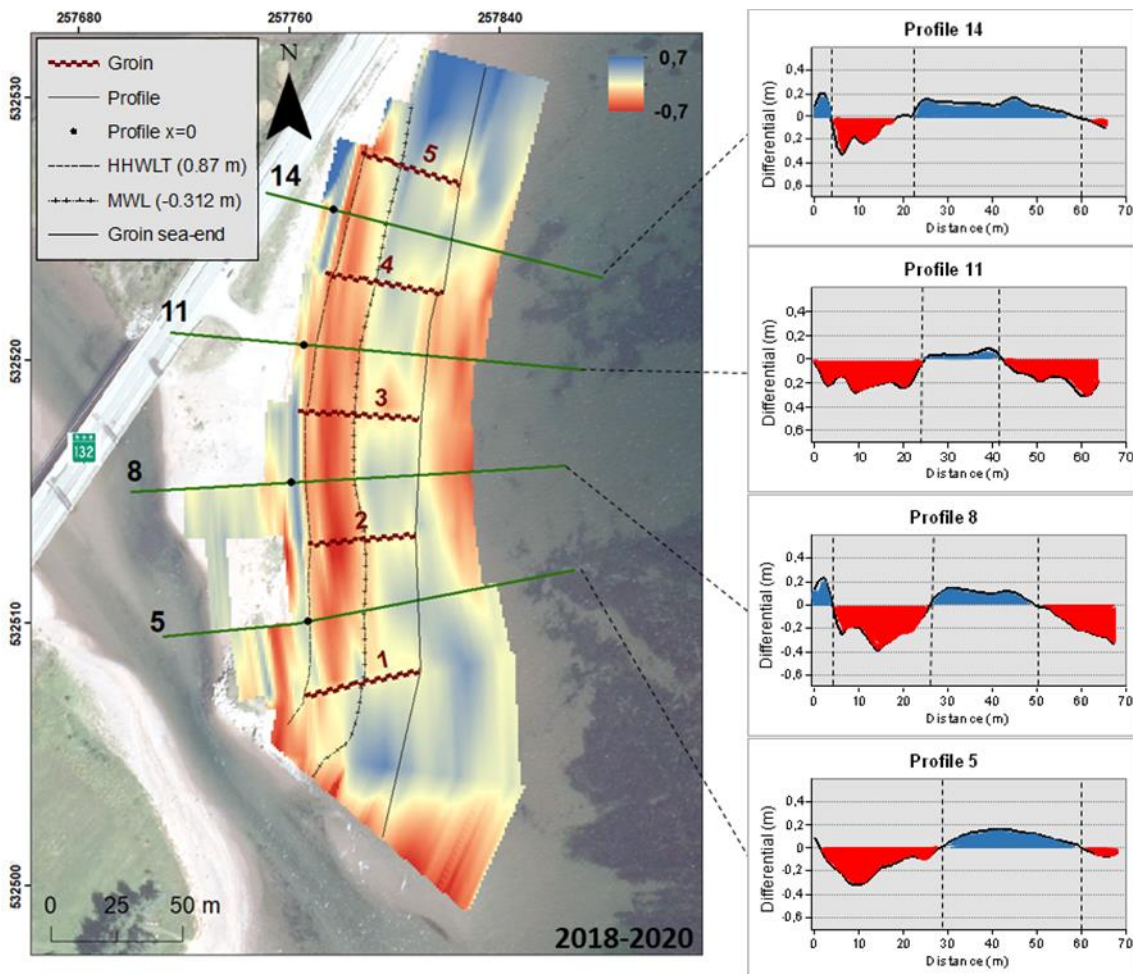 257680
257760
257840
Groin
Profile
Profile x=0
HHWLT (0.87 m)
MWL (-0.312 m)
Groin sea-end
N
0,7
-0,7
532530
532520
532510
532500
14
11
8
5
5
4
3
2
1
132
0 25 50 m
2018-2020
Profile 14
Differential (m)
0,4
0,2
0
0,2
0,4
0,6
0 10 20 30 40 50 60 70
Distance (m)
Profile 11
Differential (m)
0,4
0,2
0
0,2
0,4
0,6
0 10 20 30 40 50 60 70
Distance (m)
Profile 8
Differential (m)
0,4
0,2
0
-0,2
-0,4
-0,6
0 10 20 30 40 50 60 70
Distance (m)
Profile 5
Differential (m)
0,4
0,2
0
-0,2
-0,4
-0,6
0 10 20 30 40 50 60 70
Distance (m)